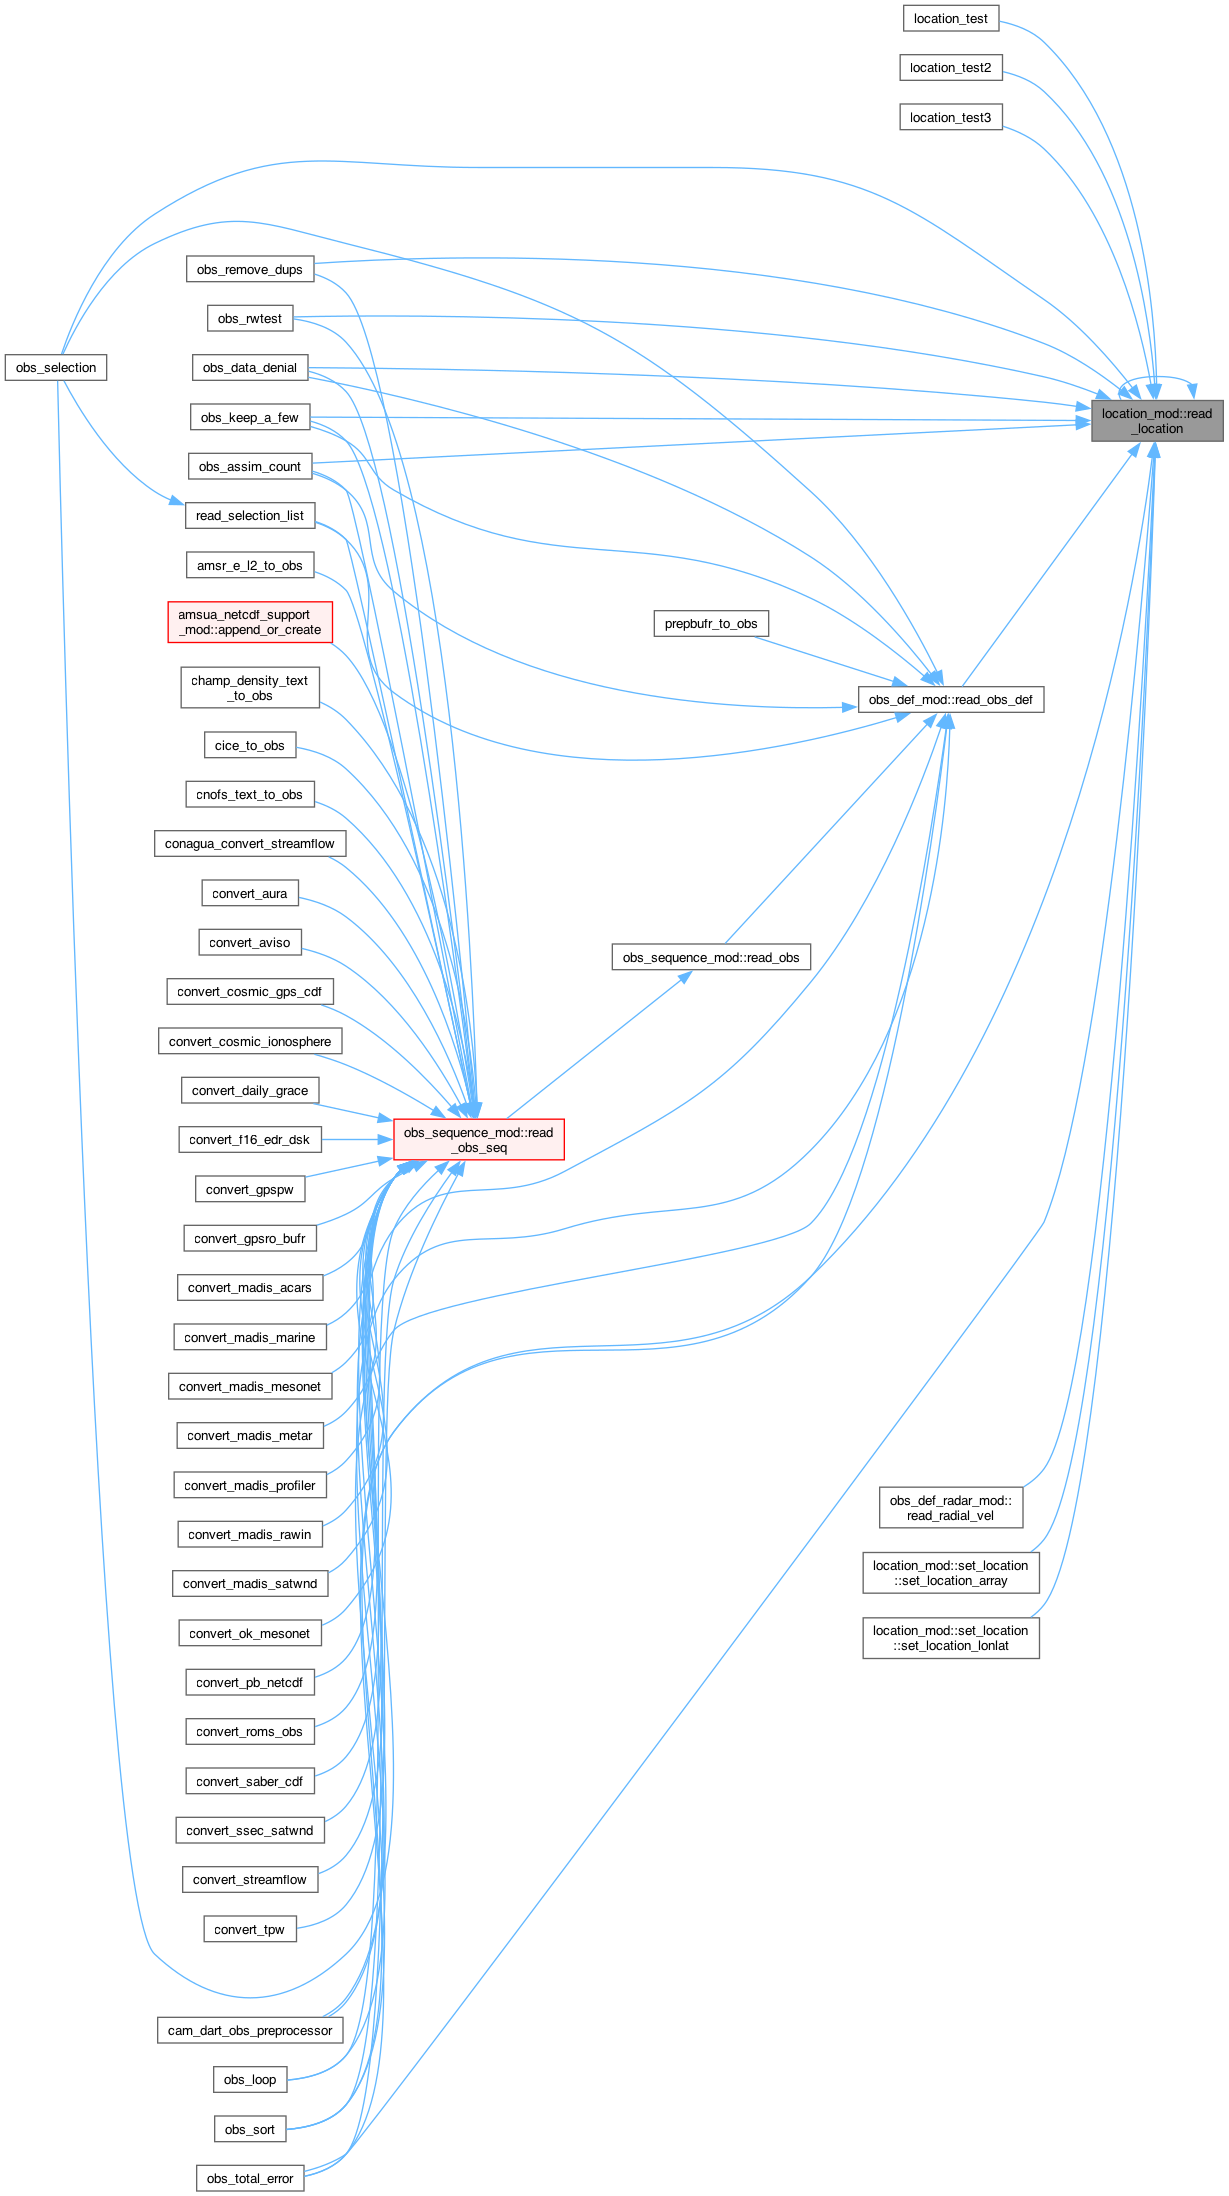 location_test
location_test2
location_test3
obs_remove_dups
obs_rwtest
obs_selection
obs_data_denial
obs_keep_a_few
location_mod::read
_location
obs_assim_count
read_selection_list
amsr_e_l2_to_obs
amsua_netcdf_support
_mod::append_or_create
prepbufr_to_obs
champ_density_text
_to_obs
obs_def_mod::read_obs_def
cice_to_obs
cnofs_text_to_obs
conagua_convert_streamflow
convert_aura
convert_aviso
obs_sequence_mod::read_obs
convert_cosmic_gps_cdf
convert_cosmic_ionosphere
convert_daily_grace
obs_sequence_mod::read
_obs_seq
convert_f16_edr_dsk
convert_gpspw
convert_gpsro_bufr
convert_madis_acars
convert_madis_marine
convert_madis_mesonet
convert_madis_metar
convert_madis_profiler
obs_def_radar_mod::
read_radial_vel
convert_madis_rawin
location_mod::set_location
::set_location_array
convert_madis_satwnd
convert_ok_mesonet
location_mod::set_location
::set_location_lonlat
convert_pb_netcdf
convert_roms_obs
convert_saber_cdf
convert_ssec_satwnd
convert_streamflow
convert_tpw
cam_dart_obs_preprocessor
obs_loop
obs_sort
obs_total_error